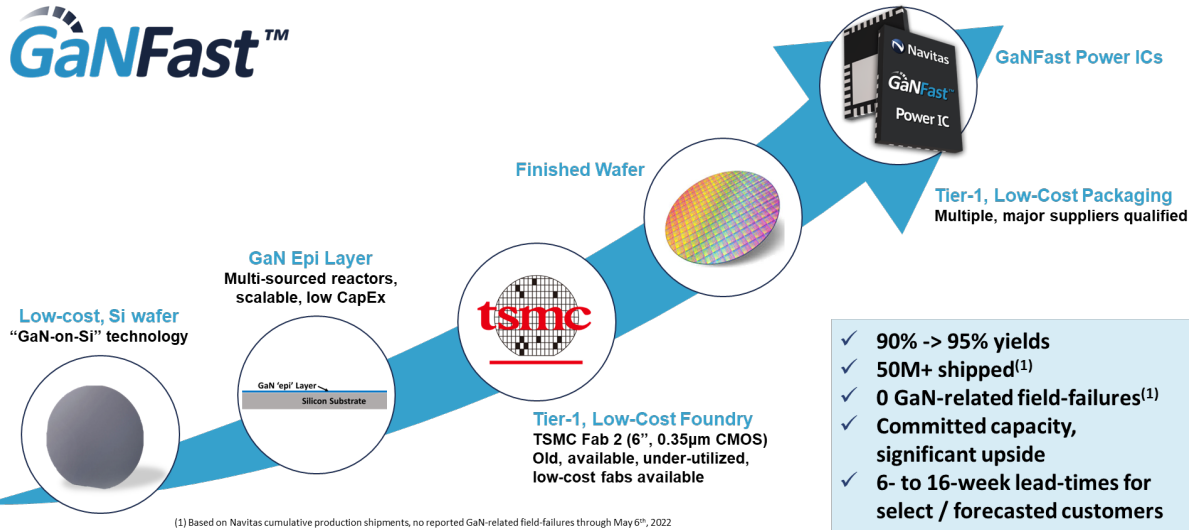 GaNFast™
Navitas
GaNFast™
Power IC
GaNFast Power ICs
Finished Wafer
Tier-1, Low-Cost Packaging
Multiple, major suppliers qualified
GaN Epi Layer
Multi-sourced reactors,
scalable, low CapEx
Low-cost, Si wafer
“GaN-on-Si” technology
tsmc
GaN ‘epi’ Layer
Silicon Substrate
Tier-1, Low-Cost Foundry
TSMC Fab 2 (6”, 0.35µm CMOS)
Old, available, under-utilized,
low-cost fabs available
✓ 90% -> 95% yields
✓ 50M+ shipped(1)
✓ 0 GaN-related field-failures(1)
✓ Committed capacity,
significant upside
✓ 6- to 16-week lead-times for
select / forecasted customers
(1) Based on Navitas cumulative production shipments, no reported GaN-related field-failures through May 6th, 2022